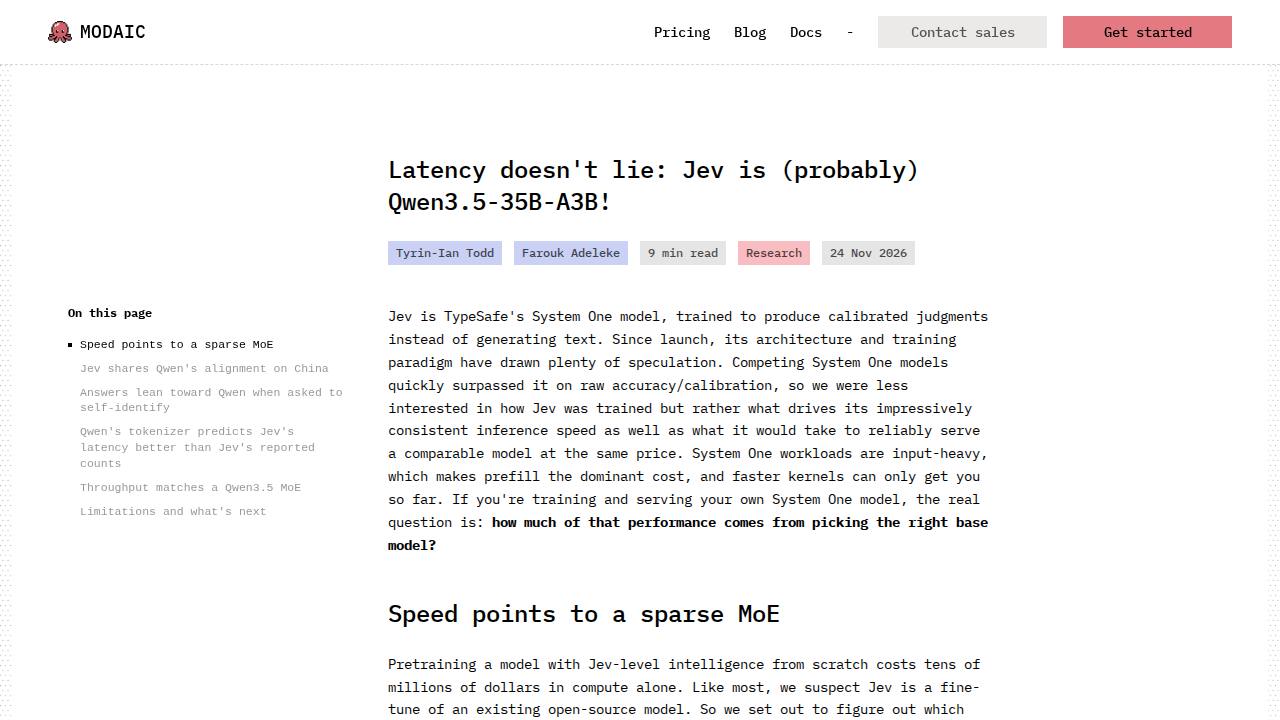 MODAIC
Pricing
Blog
Docs
-
Contact sales
Get started
Latency doesn't lie: Jev is (probably)
Qwen3.5-35B-A3B!
Tyrin-Ian Todd
Farouk Adeleke
9 min read
Research
24 Nov 2026
On this page
Speed points to a sparse MoE
Jev shares Qwen's alignment on China
Answers lean toward Qwen when asked to
self-identify
Qwen's tokenizer predicts Jev's
latency better than Jev's reported
counts
Throughput matches a Qwen3.5 MoE
Limitations and what's next
Jev is TypeSafe's System One model, trained to produce calibrated judgments
instead of generating text. Since launch, its architecture and training
paradigm have drawn plenty of speculation. Competing System One models
quickly surpassed it on raw accuracy/calibration, so we were less
interested in how Jev was trained but rather what drives its impressively
consistent inference speed as well as what it would take to reliably serve
a comparable model at the same price. System One workloads are input-heavy,
which makes prefill the dominant cost, and faster kernels can only get you
so far. If you're training and serving your own System One model, the real
question is: how much of that performance comes from picking the right base
model?
Speed points to a sparse MoE
Pretraining a model with Jev-level intelligence from scratch costs tens of
millions of dollars in compute alone. Like most, we suspect Jev is a fine-
tune of an existing open-source model. So we set out to figure out which